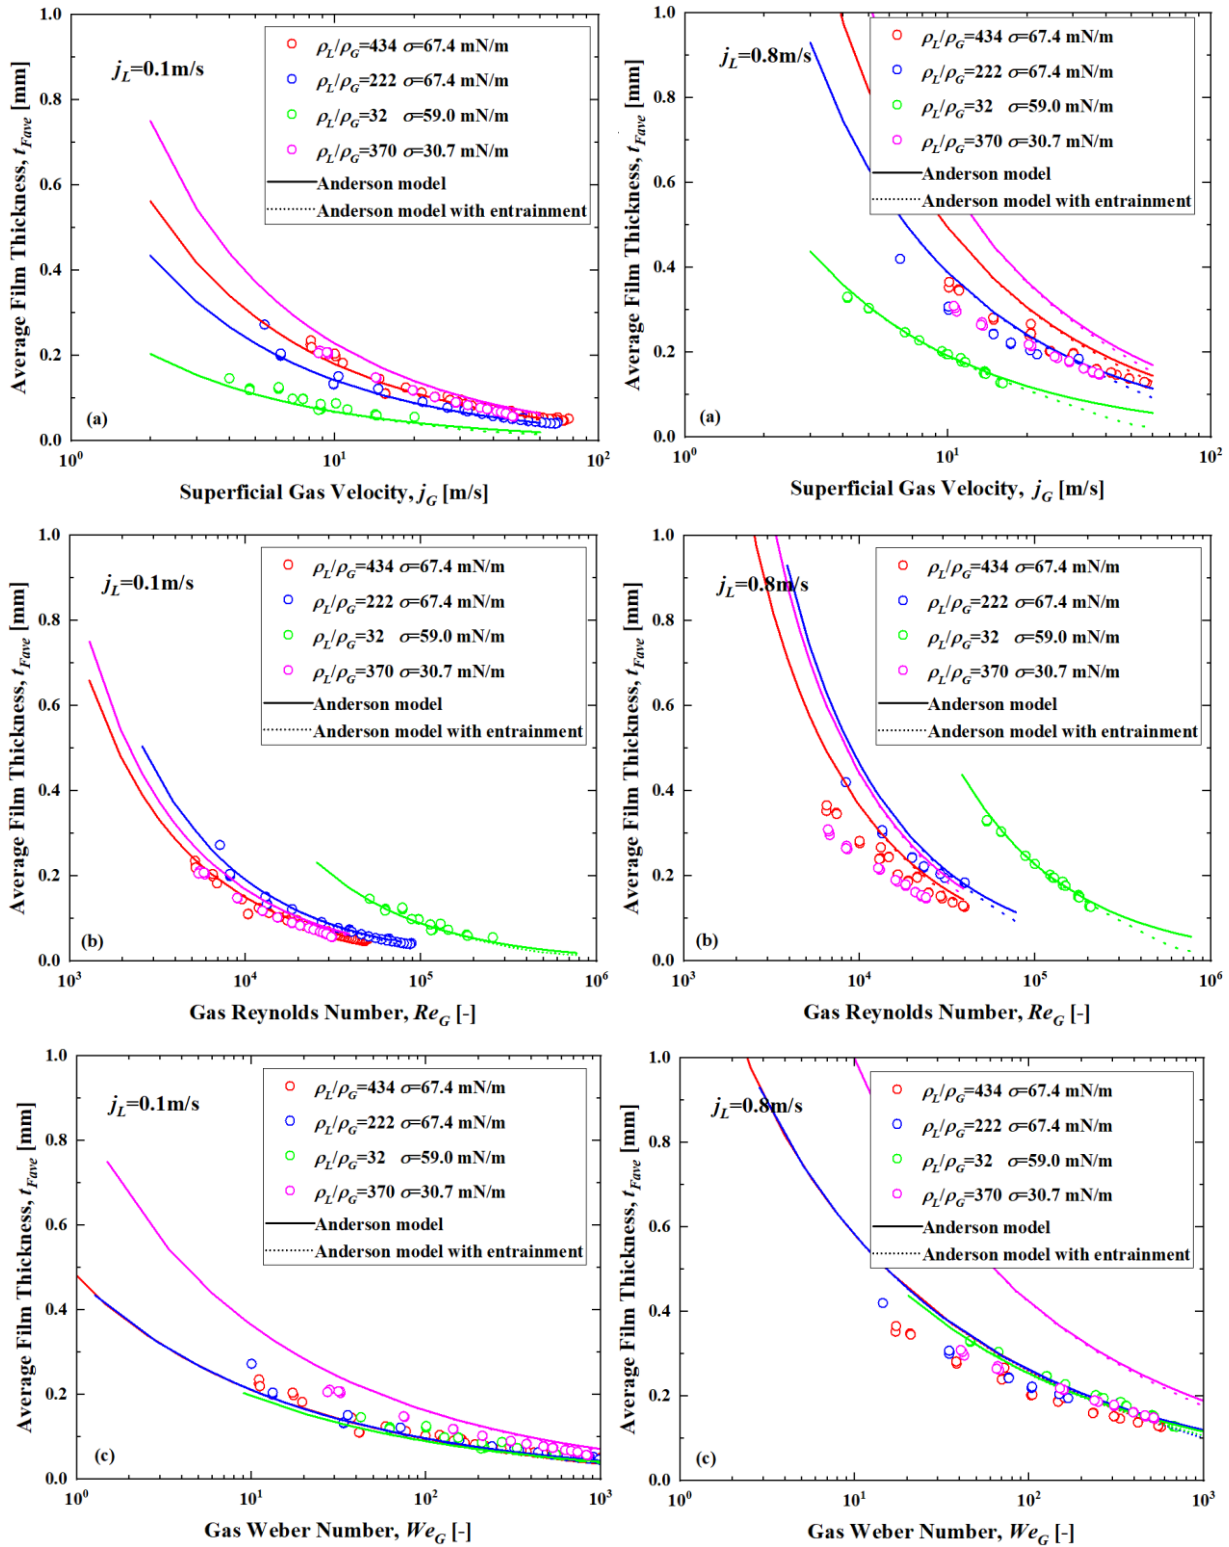 j_L=0.1m/s
ρ_L/ρ_G=434 σ=67.4 mN/m
ρ_L/ρ_G=222 σ=67.4 mN/m
ρ_L/ρ_G=32 σ=59.0 mN/m
ρ_L/ρ_G=370 σ=30.7 mN/m
Anderson model
Anderson model with entrainment
Average Film Thickness, t_Fave [mm]
1.0
0.8
0.6
0.4
0.2
0.0
(a)
10^0
10^1
10^2
Superficial Gas Velocity, j_G [m/s]
j_L=0.8m/s
ρ_L/ρ_G=434 σ=67.4 mN/m
ρ_L/ρ_G=222 σ=67.4 mN/m
ρ_L/ρ_G=32 σ=59.0 mN/m
ρ_L/ρ_G=370 σ=30.7 mN/m
Anderson model
Anderson model with entrainment
Average Film Thickness, t_Fave [mm]
1.0
0.8
0.6
0.4
0.2
0.0
(a)
10^0
10^1
10^2
Superficial Gas Velocity, j_G [m/s]
j_L=0.1m/s
ρ_L/ρ_G=434 σ=67.4 mN/m
ρ_L/ρ_G=222 σ=67.4 mN/m
ρ_L/ρ_G=32 σ=59.0 mN/m
ρ_L/ρ_G=370 σ=30.7 mN/m
Anderson model
Anderson model with entrainment
Average Film Thickness, t_Fave [mm]
1.0
0.8
0.6
0.4
0.2
0.0
(b)
10^3
10^4
10^5
10^6
Gas Reynolds Number, Re_G [-]
j_L=0.8m/s
ρ_L/ρ_G=434 σ=67.4 mN/m
ρ_L/ρ_G=222 σ=67.4 mN/m
ρ_L/ρ_G=32 σ=59.0 mN/m
ρ_L/ρ_G=370 σ=30.7 mN/m
Anderson model
Anderson model with entrainment
Average Film Thickness, t_Fave [mm]
1.0
0.8
0.6
0.4
0.2
0.0
(b)
10^3
10^4
10^5
10^6
Gas Reynolds Number, Re_G [-]
j_L=0.1m/s
ρ_L/ρ_G=434 σ=67.4 mN/m
ρ_L/ρ_G=222 σ=67.4 mN/m
ρ_L/ρ_G=32 σ=59.0 mN/m
ρ_L/ρ_G=370 σ=30.7 mN/m
Anderson model
Anderson model with entrainment
Average Film Thickness, t_Fave [mm]
1.0
0.8
0.6
0.4
0.2
0.0
(c)
10^0
10^1
10^2
10^3
Gas Weber Number, We_G [-]
j_L=0.8m/s
ρ_L/ρ_G=434 σ=67.4 mN/m
ρ_L/ρ_G=222 σ=67.4 mN/m
ρ_L/ρ_G=32 σ=59.0 mN/m
ρ_L/ρ_G=370 σ=30.7 mN/m
Anderson model
Anderson model with entrainment
Average Film Thickness, t_Fave [mm]
1.0
0.8
0.6
0.4
0.2
0.0
(c)
10^0
10^1
10^2
10^3
Gas Weber Number, We_G [-]